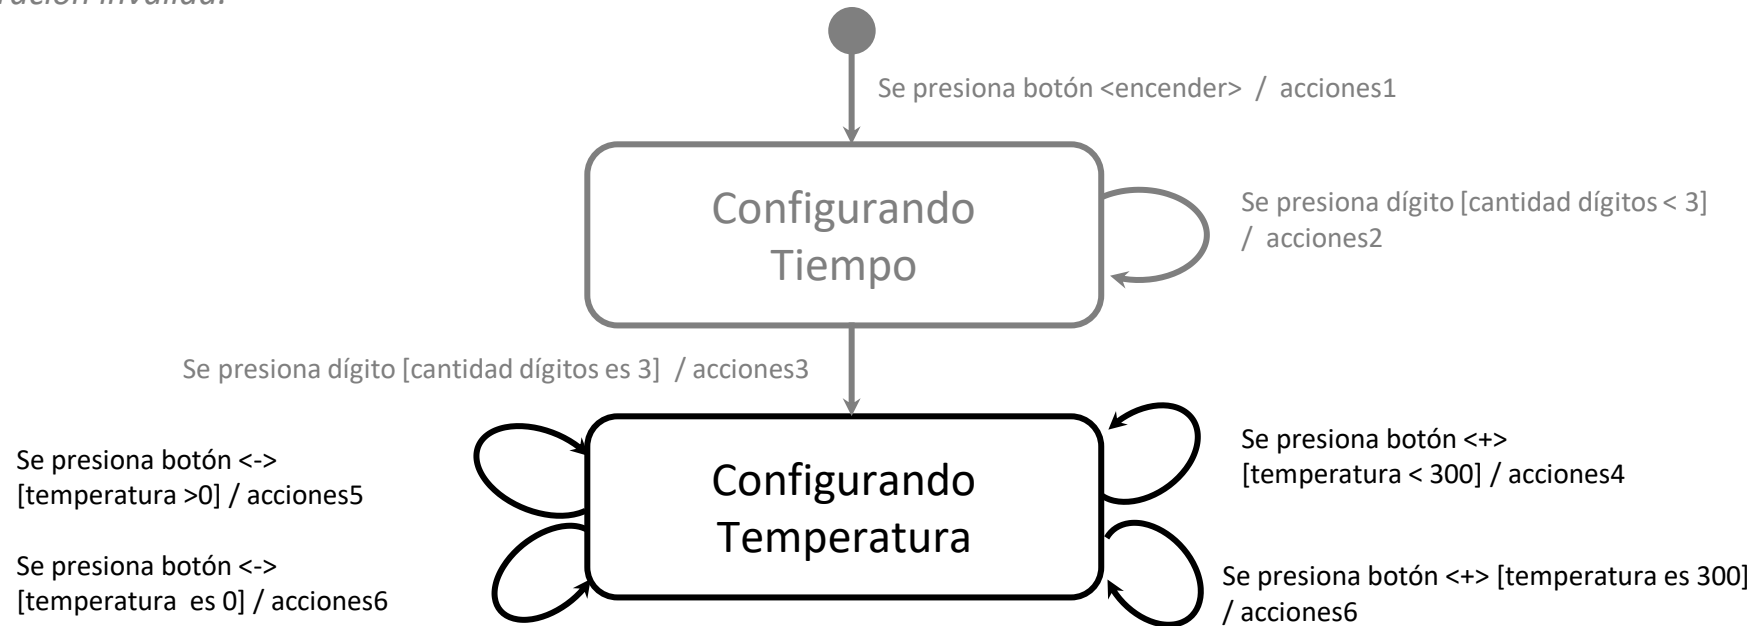 Se presiona botón <encender> / acciones1
Configurando
Tiempo
Se presiona dígito [cantidad dígitos < 3]
/ acciones2
Se presiona dígito [cantidad dígitos es 3] / acciones3
Se presiona botón <->
[temperatura >0] / acciones5
Configurando
Temperatura
Se presiona botón <+>
[temperatura < 300] / acciones4
Se presiona botón <->
[temperatura es 0] / acciones6
Se presiona botón <+> [temperatura es 300]
/ acciones6